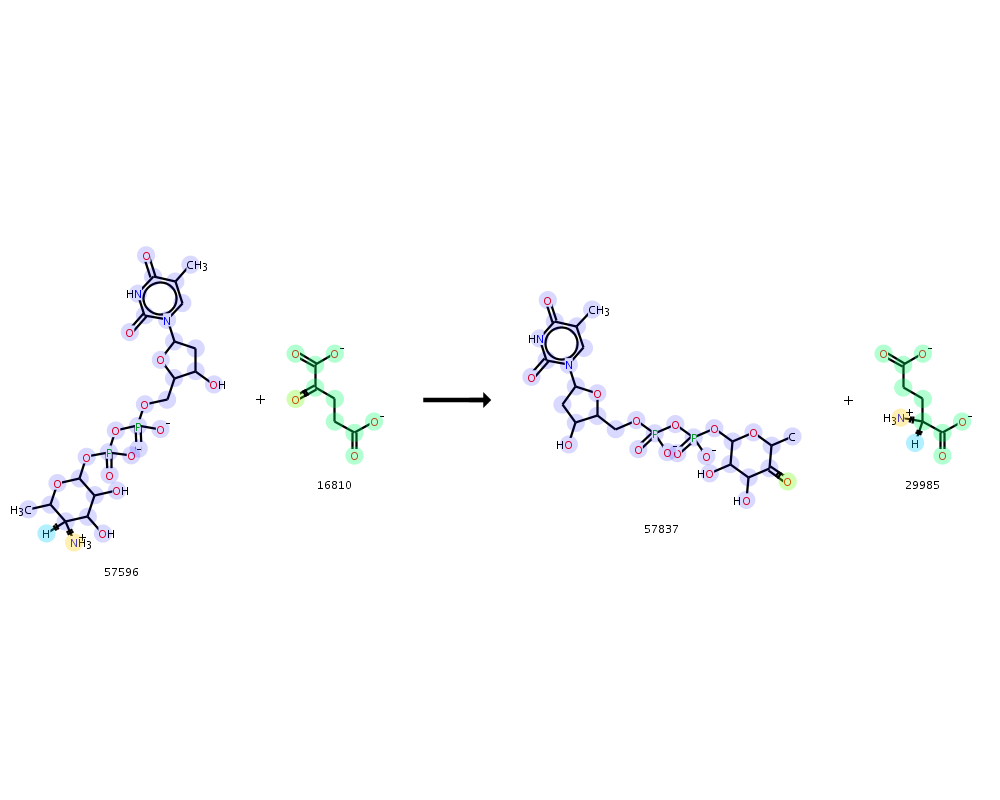 O
CH3
HN
N
O
O
OH
O
P
O-
O
P
O
O-
O
O
OH
H3C
OH
H
NH3+
57596
+
O
O-
O
O-
O
16810
O
CH3
HN
O
N
O
HO
O
P
O
O-
O
P
O
O-
O
O
C
HO
HO
O
57837
+
O
O-
H3N+
H
O-
O
29985